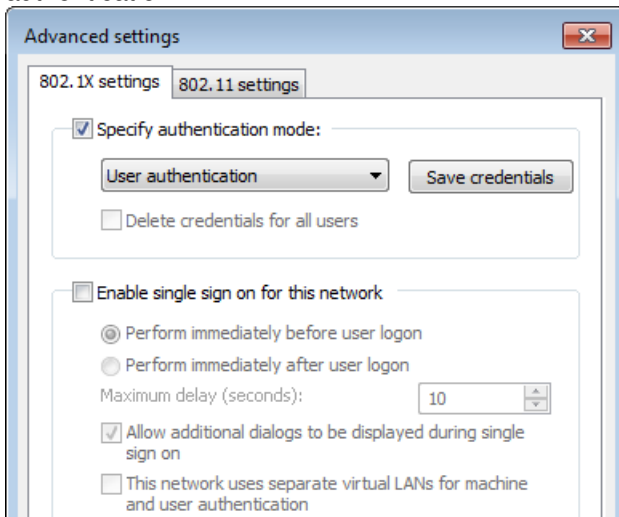 Advanced settings
802.1X settings
802.11 settings
Specify authentication mode:
User authentication
Save credentials
Delete credentials for all users
Enable single sign on for this network
Perform immediately before user logon
Perform immediately after user logon
Maximum delay (seconds):
10
Allow additional dialogs to be displayed during single
sign on
This network uses separate virtual LANs for machine
and user authentication